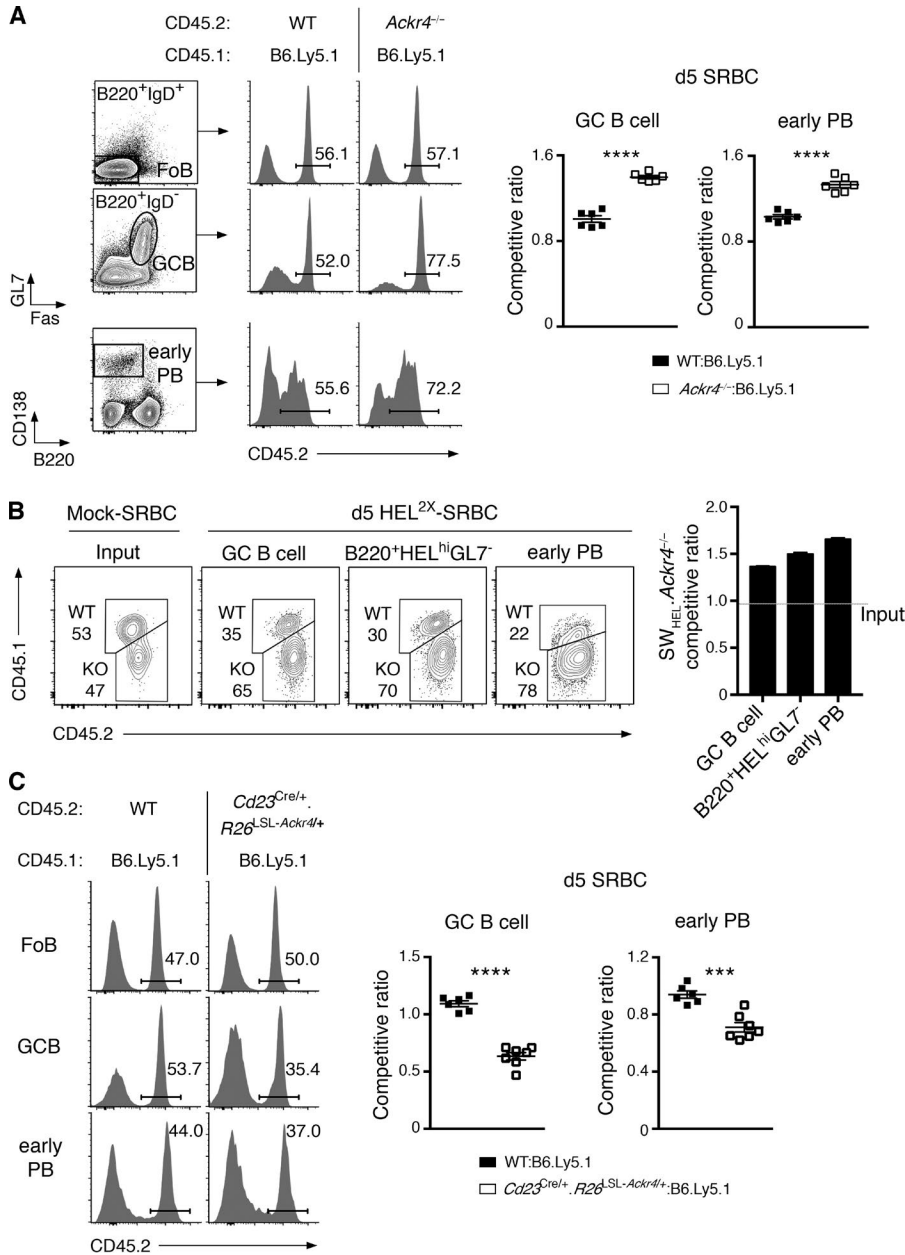 A
CD45.2: WT Ackr4–/–
CD45.1: B6.Ly5.1 B6.Ly5.1
B220+IgD+
FoB
56.1
57.1
B220+IgD-
GCB
52.0
77.5
GL7
Fas
early
PB
55.6
72.2
CD138
B220
CD45.2
d5 SRBC
GC B cell
early PB
Competitive ratio
1.6
0.8
0
****
Competitive ratio
1.6
0.8
0
****
WT:B6.Ly5.1
Ackr4–/–:B6.Ly5.1
B
Mock-SRBC
d5 HEL2X-SRBC
Input
GC B cell
B220+HELhiGL7-
early PB
WT
53
KO
47
WT
35
KO
65
WT
30
KO
70
WT
22
KO
78
CD45.1
CD45.2
SWHEL.Ackr4–/–
competitive ratio
2.0
1.5
1.0
0.5
0.0
Input
GC B cell
B220+HELhiGL7-
early PB
C
CD45.2: WT Cd23Cre/+.
R26LSL-Ackr4/+
CD45.1: B6.Ly5.1 B6.Ly5.1
FoB
47.0
50.0
GCB
53.7
35.4
early
PB
44.0
37.0
CD45.2
d5 SRBC
GC B cell
early PB
Competitive ratio
1.5
1.0
0.5
0
****
Competitive ratio
1.2
0.8
0.4
0
***
WT:B6.Ly5.1
Cd23Cre/+.R26LSL-Ackr4/+:B6.Ly5.1